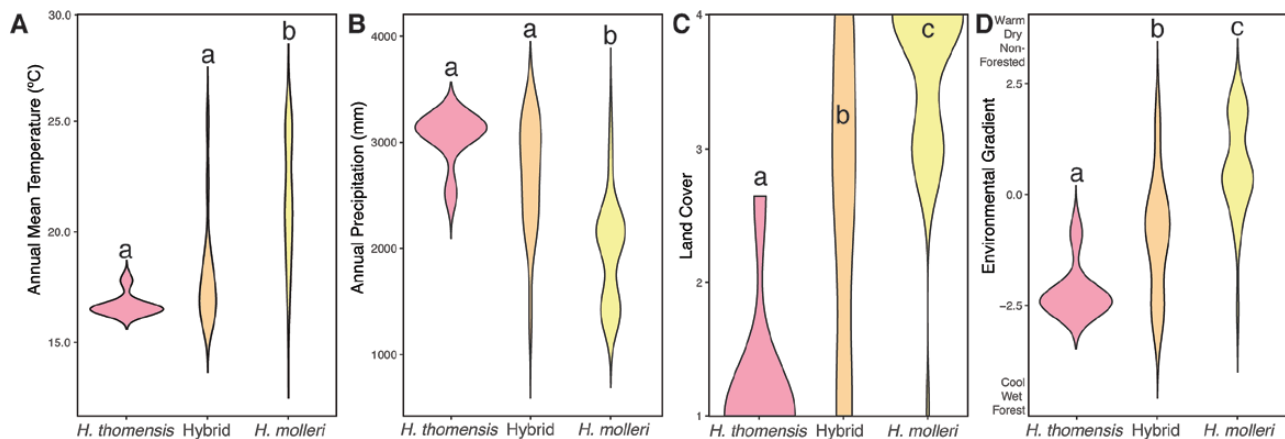 A
Annual Mean Temperature (ºC)
30.0
25.0
20.0
15.0
a
a
b
H. thomensis Hybrid H. molleri
B
Annual Precipitation (mm)
4000
3000
2000
1000
a
a
b
H. thomensis Hybrid H. molleri
C
Land Cover
4
3
2
1
a
b
c
H. thomensis Hybrid H. molleri
D
Environmental Gradient
Warm
Dry
Non-
Forested
2.5
0.0
−2.5
Cool
Wet
Forest
a
b
c
H. thomensis Hybrid H. molleri